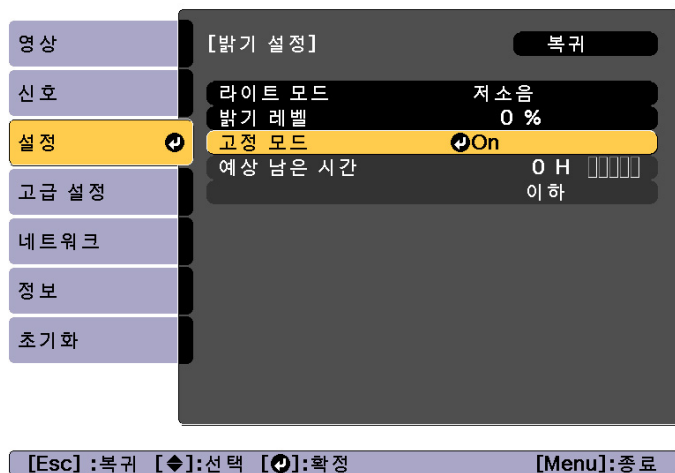 영상
신호
설정
고급 설정
네트워크
정보
초기화
[밝기 설정] 복귀
라이트 모드 저소음
밝기 레벨 0 %
고정 모드 On
예상 남은 시간 0 H
이하
[Esc] :복귀 [◆]:선택 [↵]:확정 [Menu]:종료